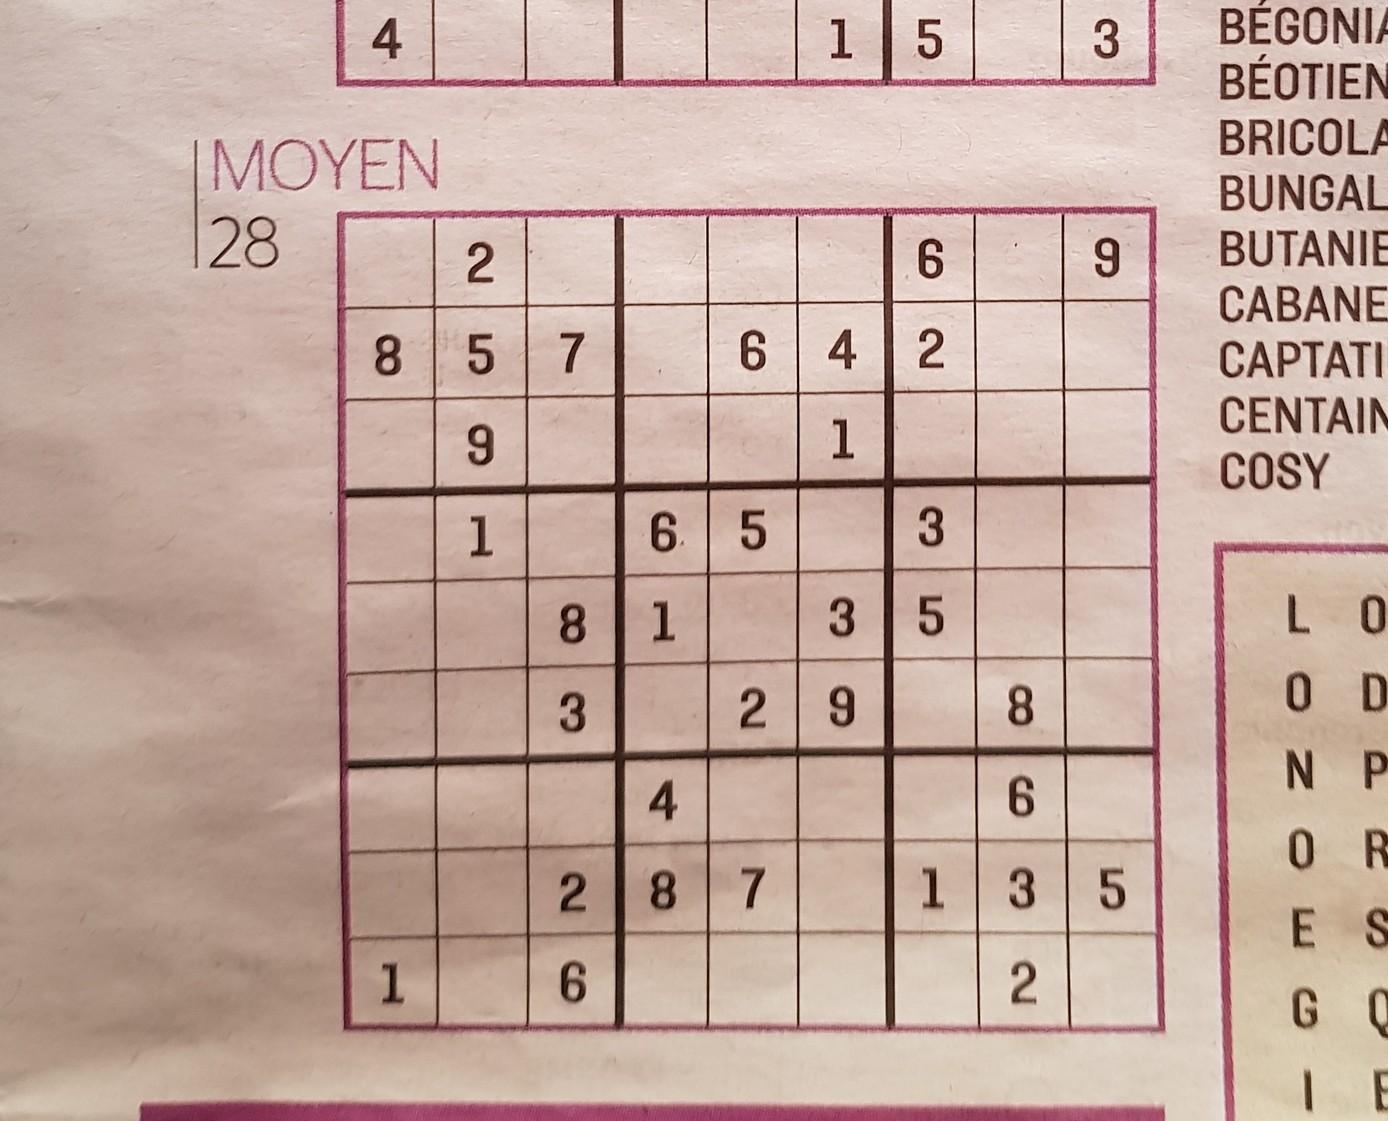 4 1 5 3
MOYEN
28
2 6 9
8 5 7 6 4 2
9 1
1 6 5 3
8 1 3 5
3 2 9 8
4 6
2 8 7 1 3 5
1 6 2
BÉGONIA
BÉOTIEN
BRICOLA
BUNGAL
BUTANIE
CABANE
CAPTATI
CENTAIN
COSY
L O
O D
N P
O R
E S
G Q
I E